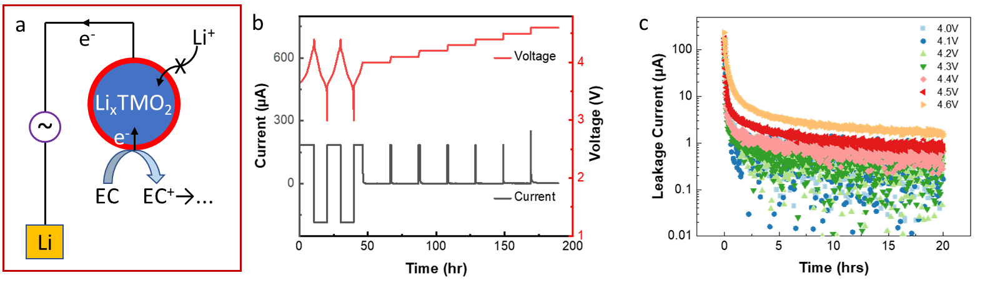 a
e-
Li+
X
LixTMO2
~
e-
EC
EC+→...
Li
b
600
300
0
Current (µA)
Voltage
Current
4
3
2
1
Voltage (V)
0
50
100
150
200
Time (hr)
c
100
10
1
0.1
0.01
Leakage Current (µA)
4.0V
4.1V
4.2V
4.3V
4.4V
4.5V
4.6V
0
5
10
15
20
Time (hrs)